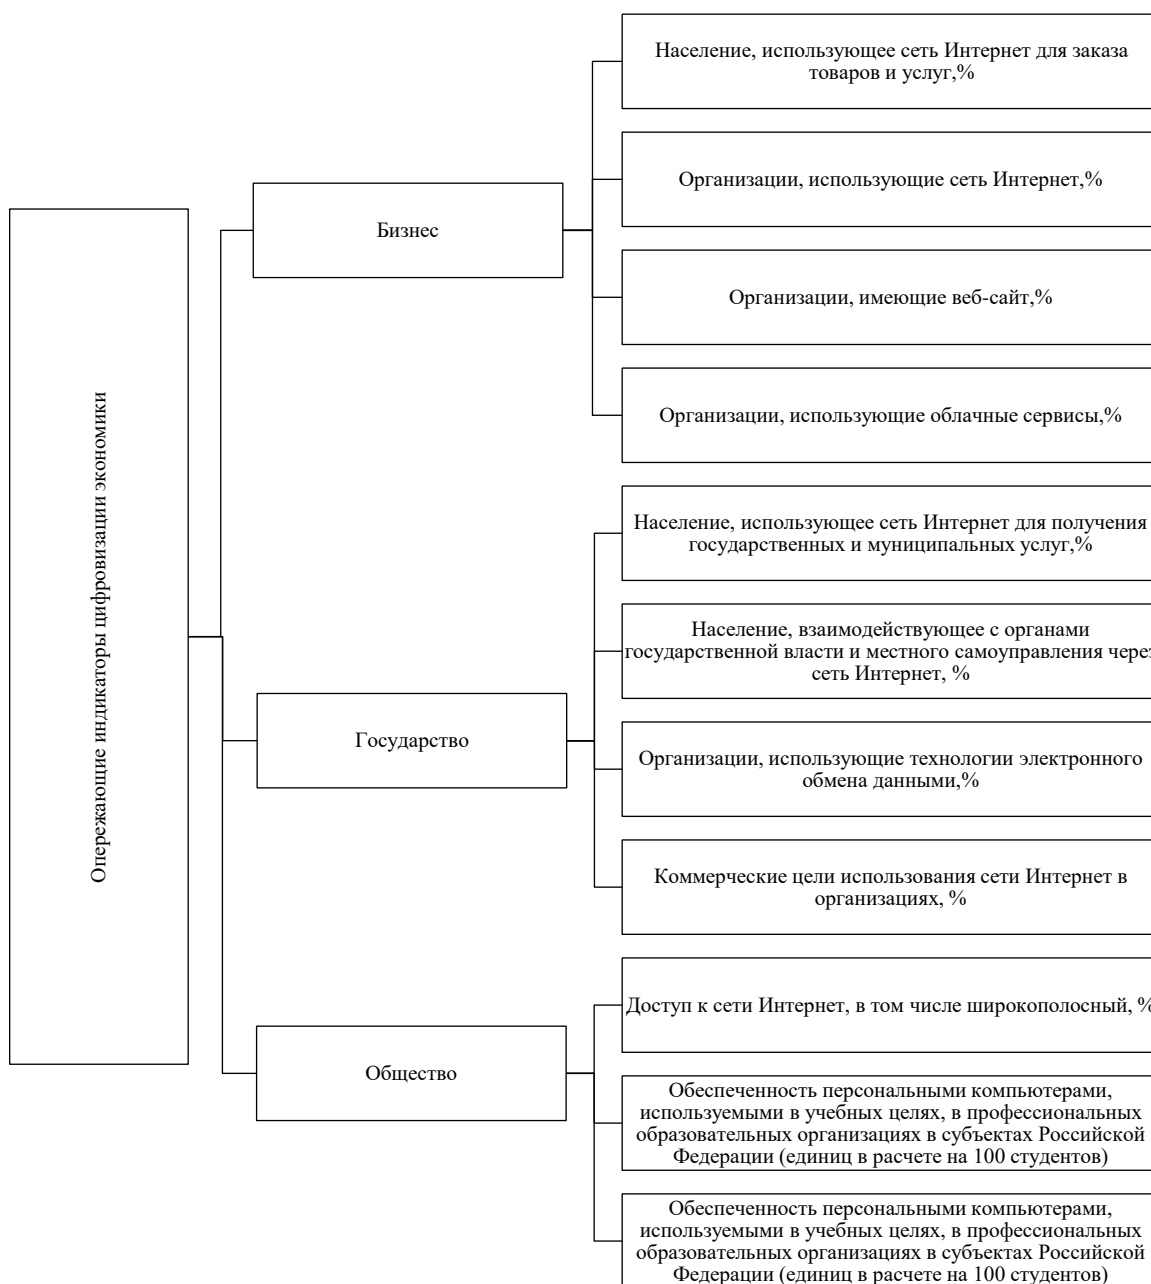 Опережающие индикаторы цифровизации экономики
Бизнес
Население, использующее сеть Интернет для заказа
товаров и услуг,%
Организации, использующие сеть Интернет,%
Организации, имеющие веб-сайт,%
Организации, использующие облачные сервисы,%
Государство
Население, использующее сеть Интернет для получения
государственных и муниципальных услуг,%
Население, взаимодействующее с органами
государственной власти и местного самоуправления через
сеть Интернет, %
Организации, использующие технологии электронного
обмена данными,%
Коммерческие цели использования сети Интернет в
организациях, %
Общество
Доступ к сети Интернет, в том числе широкополосный, %
Обеспеченность персональными компьютерами,
используемыми в учебных целях, в профессиональных
образовательных организациях в субъектах Российской
Федерации (единиц в расчете на 100 студентов)
Обеспеченность персональными компьютерами,
используемыми в учебных целях, в профессиональных
образовательных организациях в субъектах Российской
Федерации (единиц в расчете на 100 студентов)